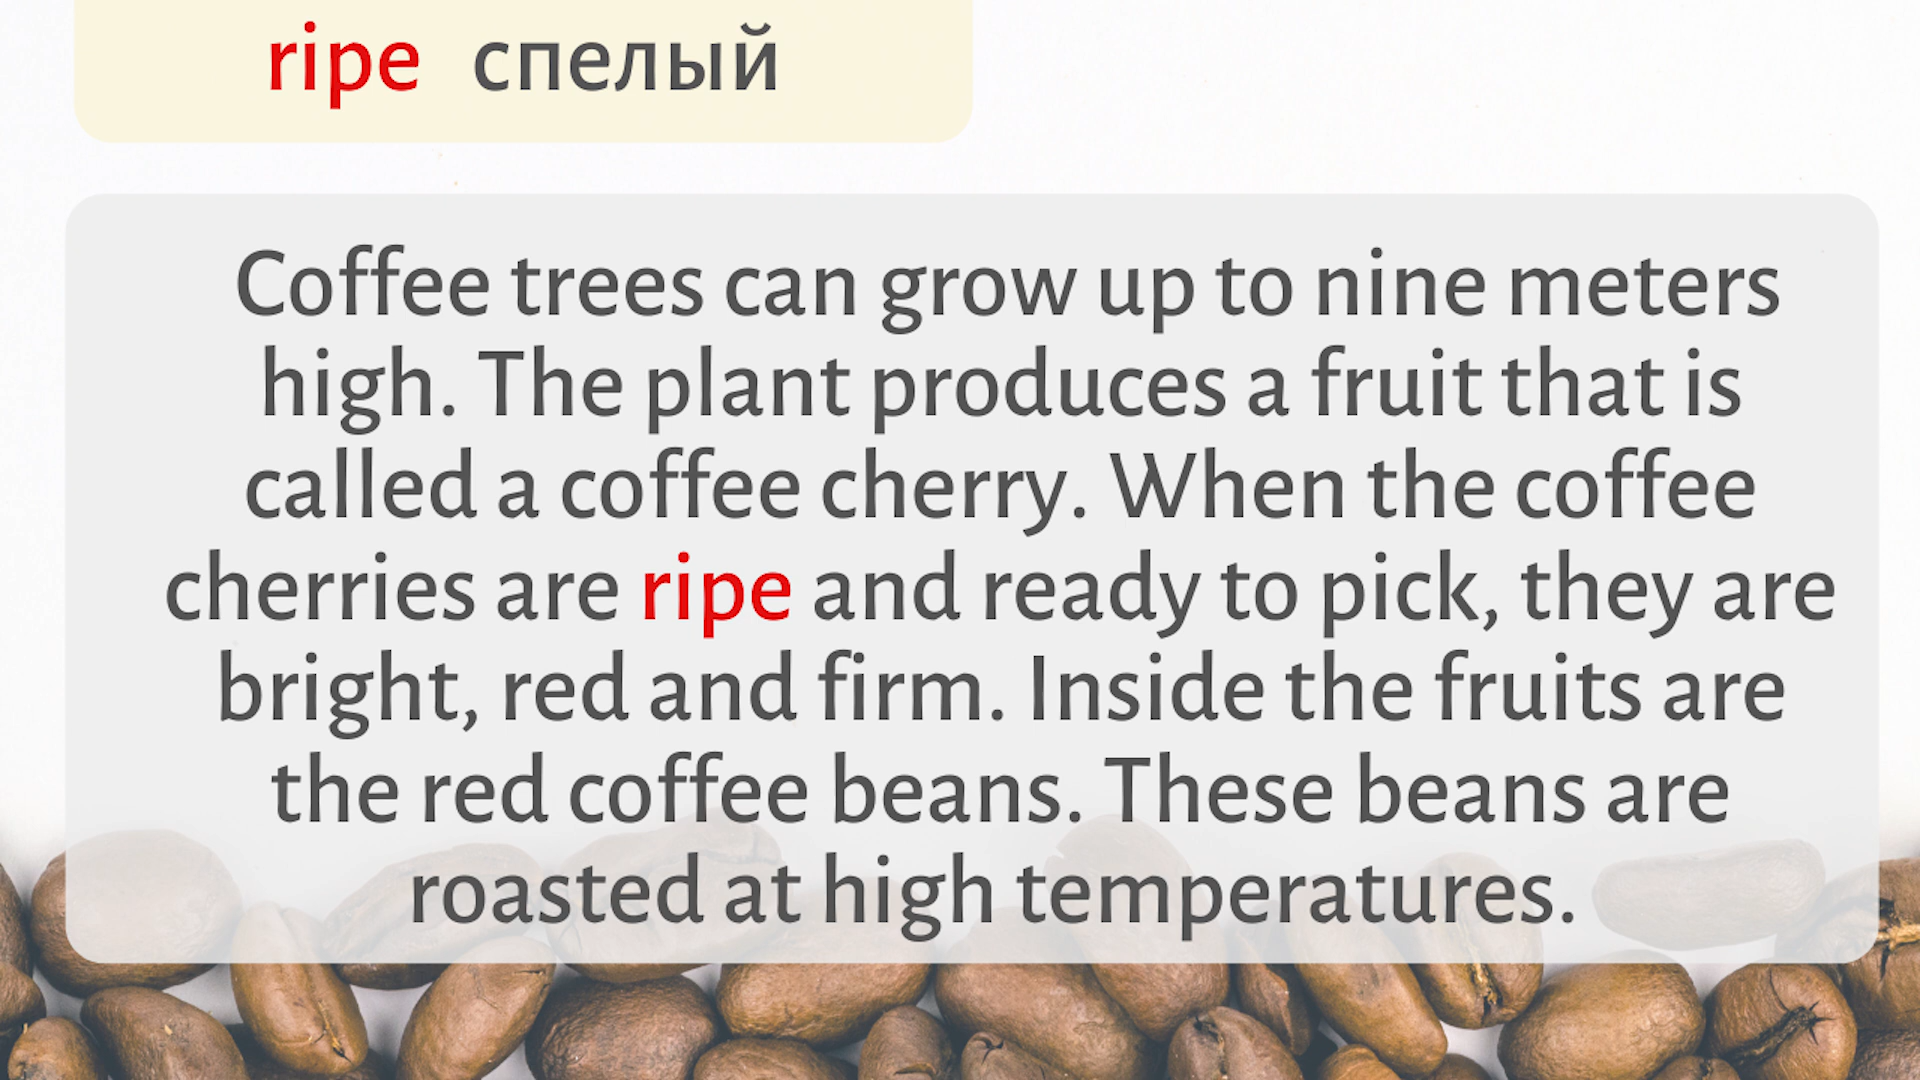 ripe спелый
Coffee trees can grow up to nine meters
high. The plant produces a fruit that is
called a coffee cherry. When the coffee
cherries are ripe and ready to pick, they are
bright, red and firm. Inside the fruits are
the red coffee beans. These beans are
roasted at high temperatures.